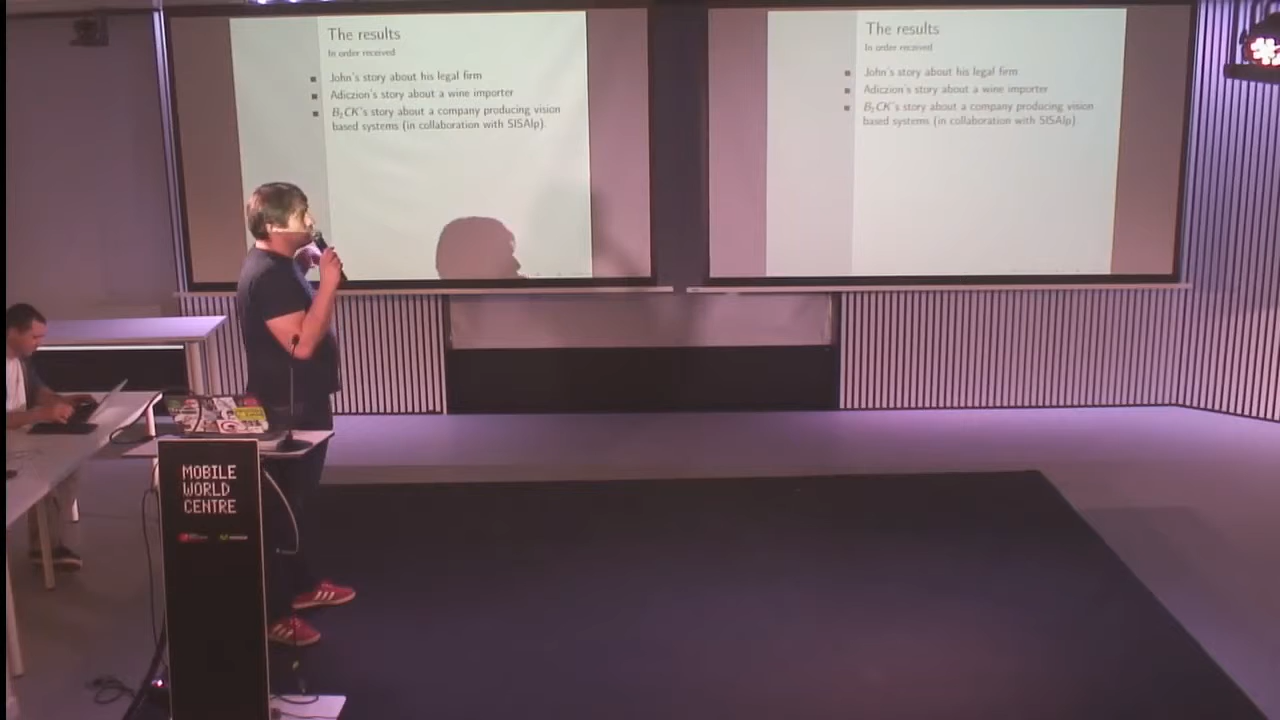 The results
In order received
John's story about his legal firm
Adiczion's story about a wine importer
B₂CK's story about a company producing vision
based systems (in collaboration with SISAlp).
The results
In order received
John's story about his legal firm
Adiczion's story about a wine importer
B₂CK's story about a company producing vision
based systems (in collaboration with SISAlp).
MOBILE
WORLD
CENTRE